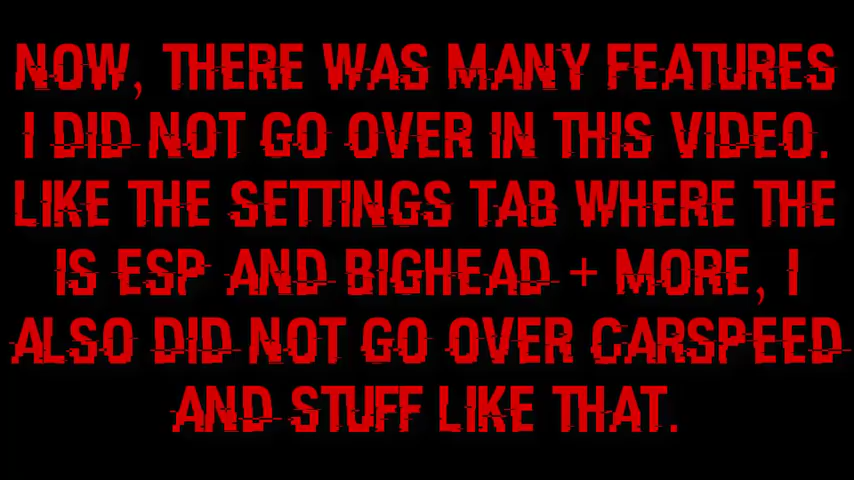 NOW, THERE WAS MANY FEATURES
I DID NOT GO OVER IN THIS VIDEO.
LIKE THE SETTINGS TAB WHERE THE
IS ESP AND BIGHEAD + MORE, I
ALSO DID NOT GO OVER CARSPEED
AND STUFF LIKE THAT.